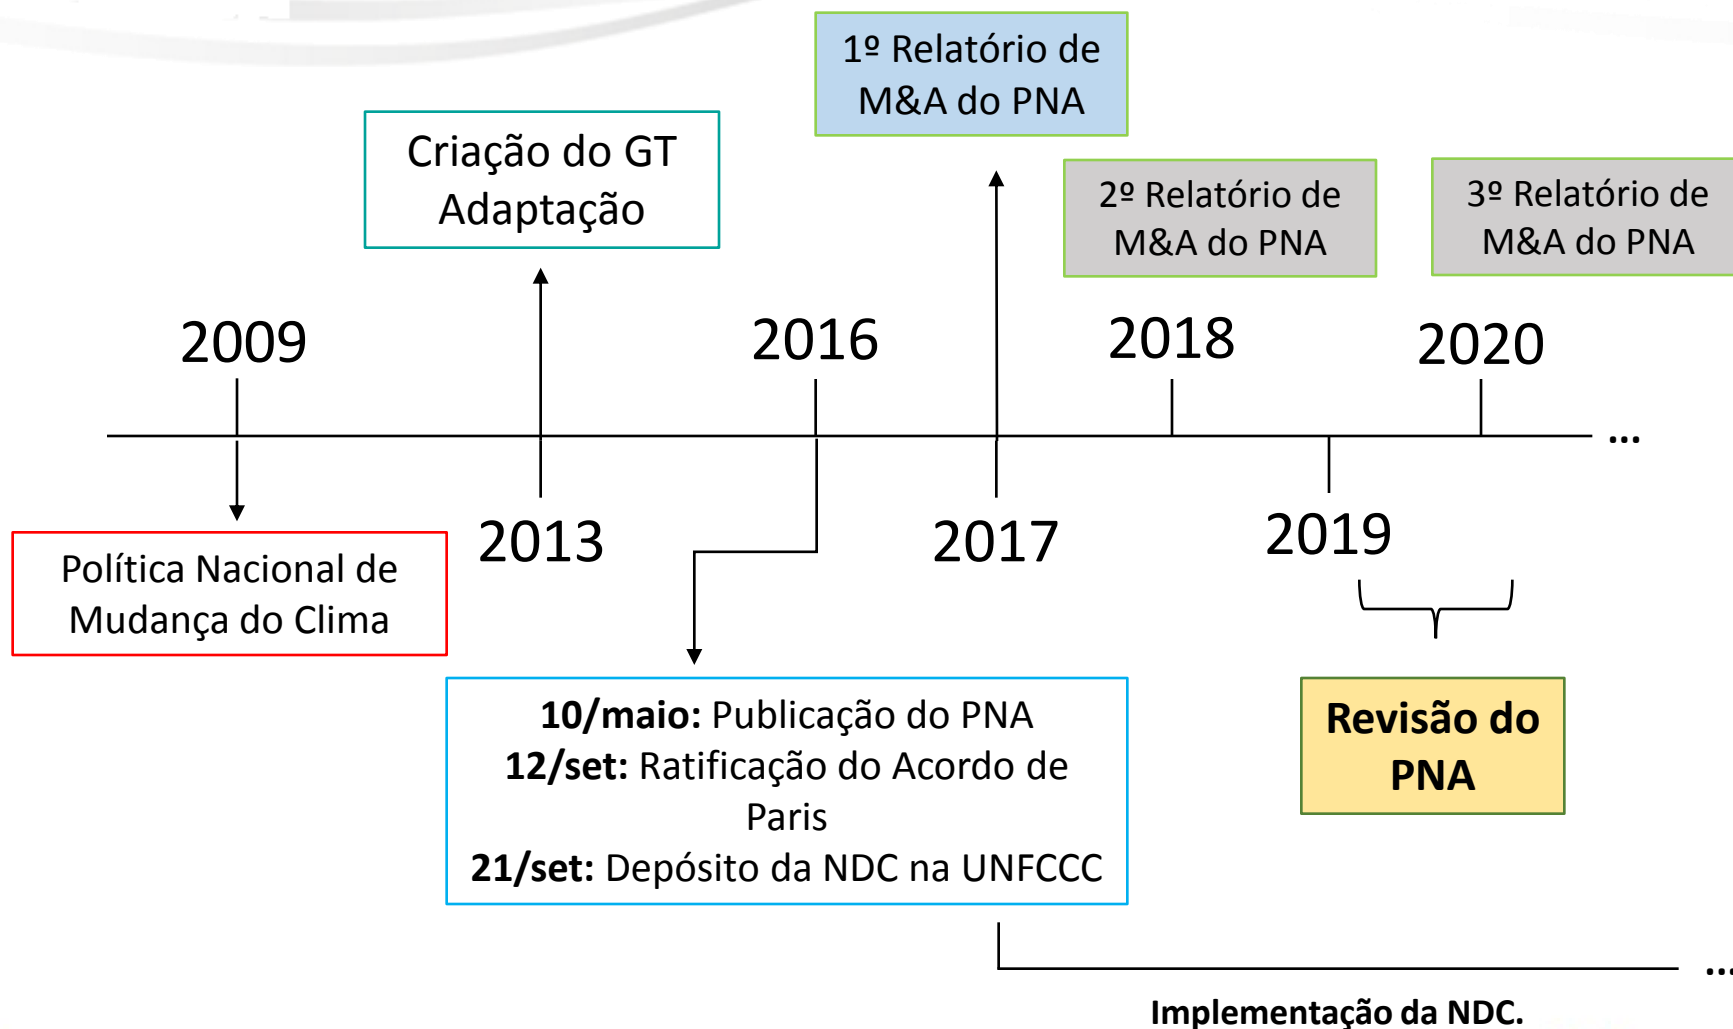 1º Relatório de
M&A do PNA
Criação do GT
Adaptação
2º Relatório de
M&A do PNA
3º Relatório de
M&A do PNA
2009
2016
2018
2020
...
2013
2017
2019
Política Nacional de
Mudança do Clima
10/maio: Publicação do PNA
12/set: Ratificação do Acordo de
Paris
21/set: Depósito da NDC na UNFCCC
Revisão do
PNA
...
Implementação da NDC.